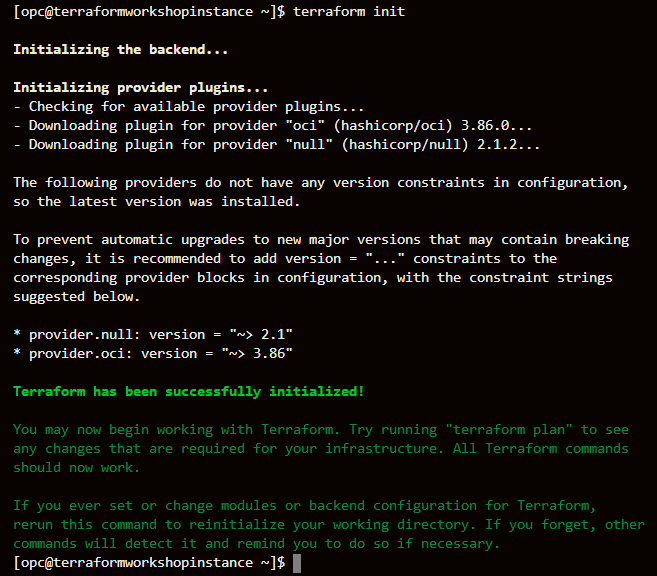 [opc@terraformworkshopinstance ~]$ terraform init
Initializing the backend...
Initializing provider plugins...
- Checking for available provider plugins...
- Downloading plugin for provider "oci" (hashicorp/oci) 3.86.0...
- Downloading plugin for provider "null" (hashicorp/null) 2.1.2...
The following providers do not have any version constraints in configuration,
so the latest version was installed.
To prevent automatic upgrades to new major versions that may contain breaking
changes, it is recommended to add version = "..." constraints to the
corresponding provider blocks in configuration, with the constraint strings
suggested below.
* provider.null: version = "~> 2.1"
* provider.oci: version = "~> 3.86"
Terraform has been successfully initialized!
You may now begin working with Terraform. Try running "terraform plan" to see
any changes that are required for your infrastructure. All Terraform commands
should now work.
If you ever set or change modules or backend configuration for Terraform,
rerun this command to reinitialize your working directory. If you forget, other
commands will detect it and remind you to do so if necessary.
[opc@terraformworkshopinstance ~]$